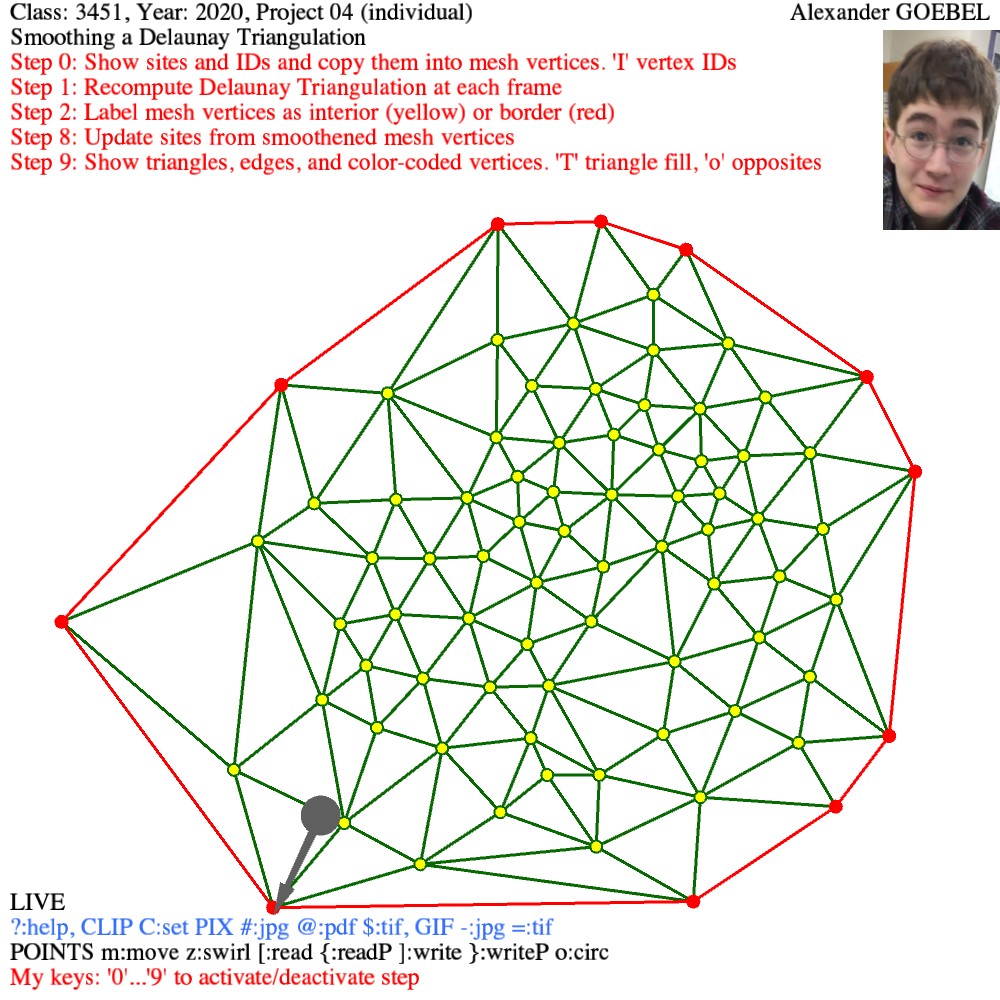 Class: 3451, Year: 2020, Project 04 (individual)
Alexander GOEBEL
Smoothing a Delaunay Triangulation
Step 0: Show sites and IDs and copy them into mesh vertices. 'I' vertex IDs
Step 1: Recompute Delaunay Triangulation at each frame
Step 2: Label mesh vertices as interior (yellow) or border (red)
Step 8: Update sites from smoothened mesh vertices
Step 9: Show triangles, edges, and color-coded vertices. 'T' triangle fill, 'o' opposites
LIVE
?:help, CLIP C:set PIX #:jpg @:pdf $:tif, GIF -:jpg =:tif
POINTS m:move z:swirl [:read {:readP ]:write }:writeP o:circ
My keys: '0'...'9' to activate/deactivate step